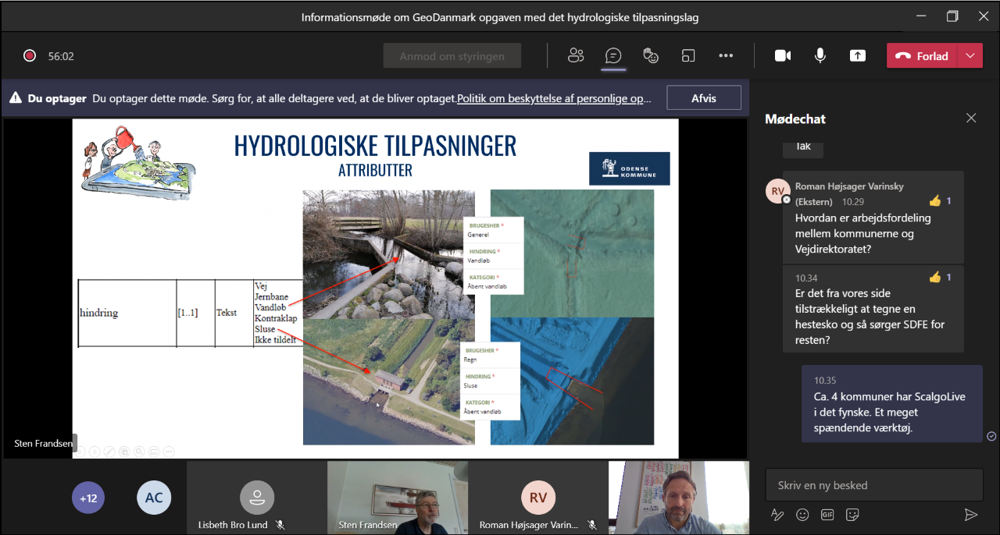 Informationsmøde om GeoDanmark opgaven med det hydrologiske tilpasningslag
56:02
Anmod om styringen
Forlad
Du optager Du optager dette møde. Sørg for, at alle deltagere ved, at de bliver optaget.Politik om beskyttelse af personlige op...
Afvis
HYDROLOGISKE TILPASNINGER
ATTRIBUTTER
ODENSE
KOMMUNE
BRUGESHER *
Generel
HINDRING *
Vandløb
KATEGORI *
Åbent vandløb
hindring
[1..1]
Tekst
Vej
Jernbane
Vandløb
Kontraklap
Sluse
Ikke tildelt
BRUGESHER *
Regn
HINDRING *
Sluse
KATEGORI *
Åbent vandløb
Sten Frandsen
+12
AC
Lisbeth Bro Lund
Sten Frandsen
RV
Roman Højsager Varin...
Mødechat
Tak
RV
Roman Højsager Varinsky
(Ekstern) 10.29
👍 1
Hvordan er arbejdsfordeling
mellem kommunerne og
Vejdirektoratet?
10.34
👍 1
Er det fra vores side
tilstrækkeligt at tegne en
hestesko og så sørger SDFE for
resten?
10.35
Ca. 4 kommuner har ScalgoLive
i det fynske. Et meget
spændende værktøj.
Skriv en ny besked
GIF